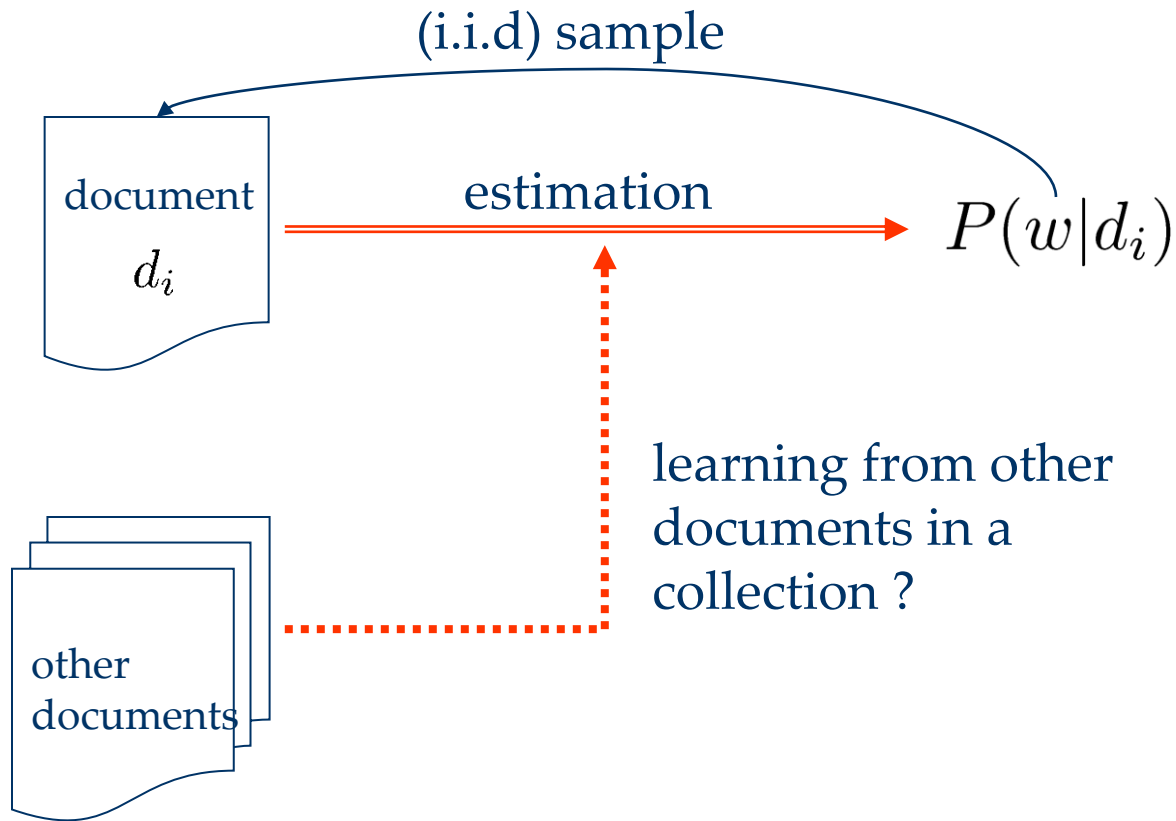 (i.i.d) sample
document
d_i
estimation
P(w|d_i)
learning from other
documents in a
collection ?
other
documents